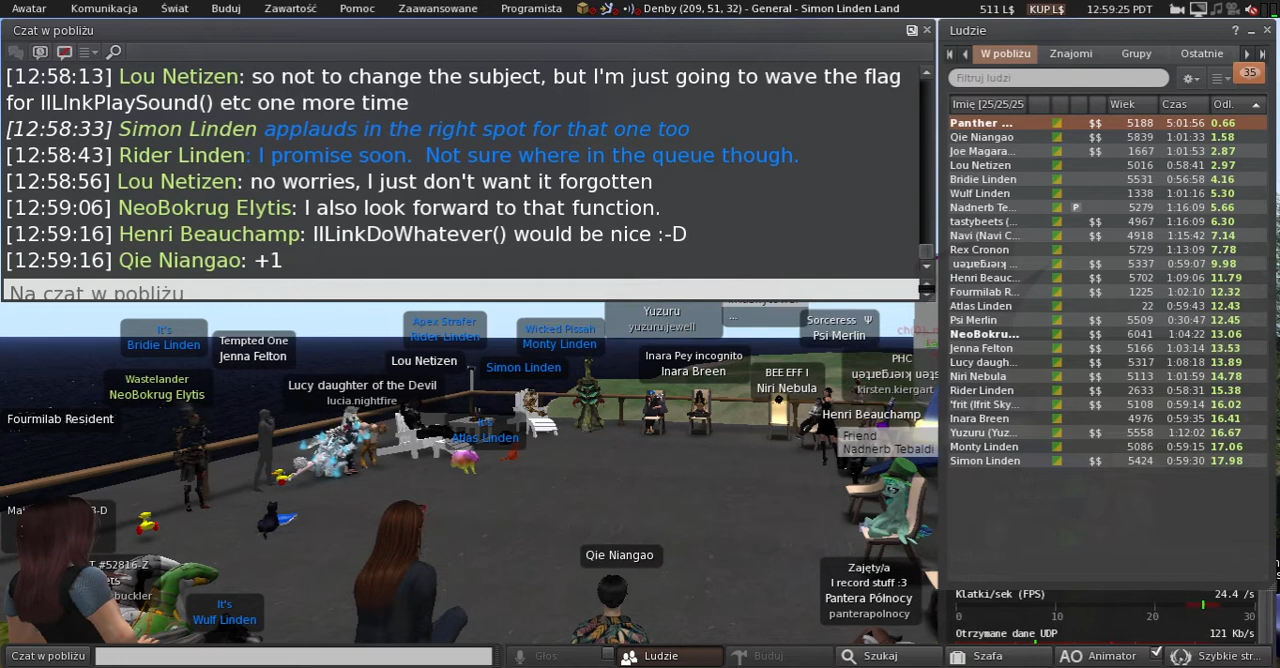 Awatar Komunikacja Świat Buduj Zawartość Pomoc Zaawansowane Programista Denby (209, 51, 32) - General - Simon Linden Land 511 L$ KUP L$ 12:59:25 PDT
Czat w pobliżu
[12:58:13] Lou Netizen: so not to change the subject, but I'm just going to wave the flag
for llLInkPlaySound() etc one more time
[12:58:33] Simon Linden applauds in the right spot for that one too
[12:58:43] Rider Linden: I promise soon.  Not sure where in the queue though.
[12:58:56] Lou Netizen: no worries, I just don't want it forgotten
[12:59:06] NeoBokrug Elytis: I also look forward to that function.
[12:59:16] Henri Beauchamp: llLinkDoWhatever() would be nice :-D
[12:59:16] Qie Niangao: +1
Na czat w pobliżu
Ludzie
W pobliżu Znajomi Grupy Ostatnie
Filtruj ludzi 35
Imię [25/25/25 Wiek Czas Odl.
Panther ... $$ 5188 5:01:56 0.66
Qie Niangao $$ 5839 1:01:33 1.58
Joe Magara... $$ 1667 1:01:53 2.87
Lou Netizen 5016 0:58:41 2.97
Bridie Linden 5531 0:56:58 4.16
Wulf Linden 1338 1:01:16 5.30
Nadnerb Te... P 5279 1:16:09 5.66
tastybeets (... $$ 4967 1:15:09 6.30
Navi (Navi C... $$ 4918 1:15:42 7.14
Rex Cronon 5729 1:13:09 7.78
$$ 5337 0:59:07 9.98
Henri Beauc... $$ 5702 1:09:06 11.79
Fourmilab R... $$ 1225 1:02:10 12.32
Atlas Linden 22 0:59:43 12.43
Psi Merlin $$ 5509 0:30:47 12.45
NeoBokru... $$ 6041 1:04:22 13.06
Jenna Felton $$ 5166 1:03:14 13.53
Lucy daugh... $$ 5317 1:08:18 13.89
Niri Nebula $$ 5113 1:01:59 14.78
Rider Linden $$ 2633 0:58:31 15.38
'frit (Ifrit Sky... $$ 5108 0:59:14 16.02
Inara Breen 4976 0:59:35 16.41
Yuzuru (Yuz... $$ 5558 1:12:02 16.67
Monty Linden 5086 0:59:15 17.06
Simon Linden $$ 5424 0:59:30 17.98
Yuzuru
yuzuru.jewell
...
It's
Bridie Linden
Tempted One
Jenna Felton
Apex Strafer
Rider Linden
Wicked Pissah
Monty Linden
Sorceress Ψ
Psi Merlin
Lou Netizen
Simon Linden
Inara Pey incognito
Inara Breen
PHC
kirsten.kiergart
BEE EFF I
Niri Nebula
Wastelander
NeoBokrug Elytis
Lucy daughter of the Devil
lucia.nightfire
Fourmilab Resident
Henri Beauchamp
It's
Atlas Linden
Friend
Nadnerb Tebaldi
Qie Niangao
T #52816-Z
buckler
It's
Wulf Linden
Zajęty/a
I record stuff :3
Pantera Północy
panterapolnocy
Klatki/sek (FPS) 24.4 /s
0 10 20 30
Otrzymane dane UDP 121 Kb/s
Czat w pobliżu Głos Ludzie Buduj Szukaj Szafa AO Animator Szybkie str...